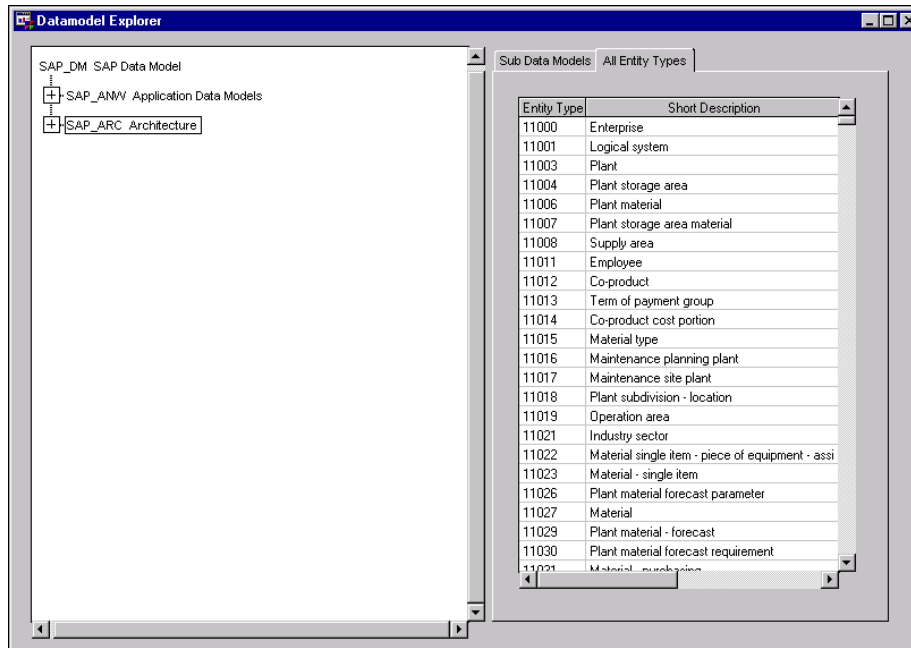 Datamodel Explorer
SAP_DM SAP Data Model
SAP_ANW Application Data Models
SAP_ARC Architecture
Sub Data Models All Entity Types
Entity Type Short Description
11000 Enterprise
11001 Logical system
11003 Plant
11004 Plant storage area
11006 Plant material
11007 Plant storage area material
11008 Supply area
11011 Employee
11012 Co-product
11013 Term of payment group
11014 Co-product cost portion
11015 Material type
11016 Maintenance planning plant
11017 Maintenance site plant
11018 Plant subdivision - location
11019 Operation area
11021 Industry sector
11022 Material single item - piece of equipment - assi
11023 Material - single item
11026 Plant material forecast parameter
11027 Material
11029 Plant material - forecast
11030 Plant material forecast requirement
11031 Material - purchasing